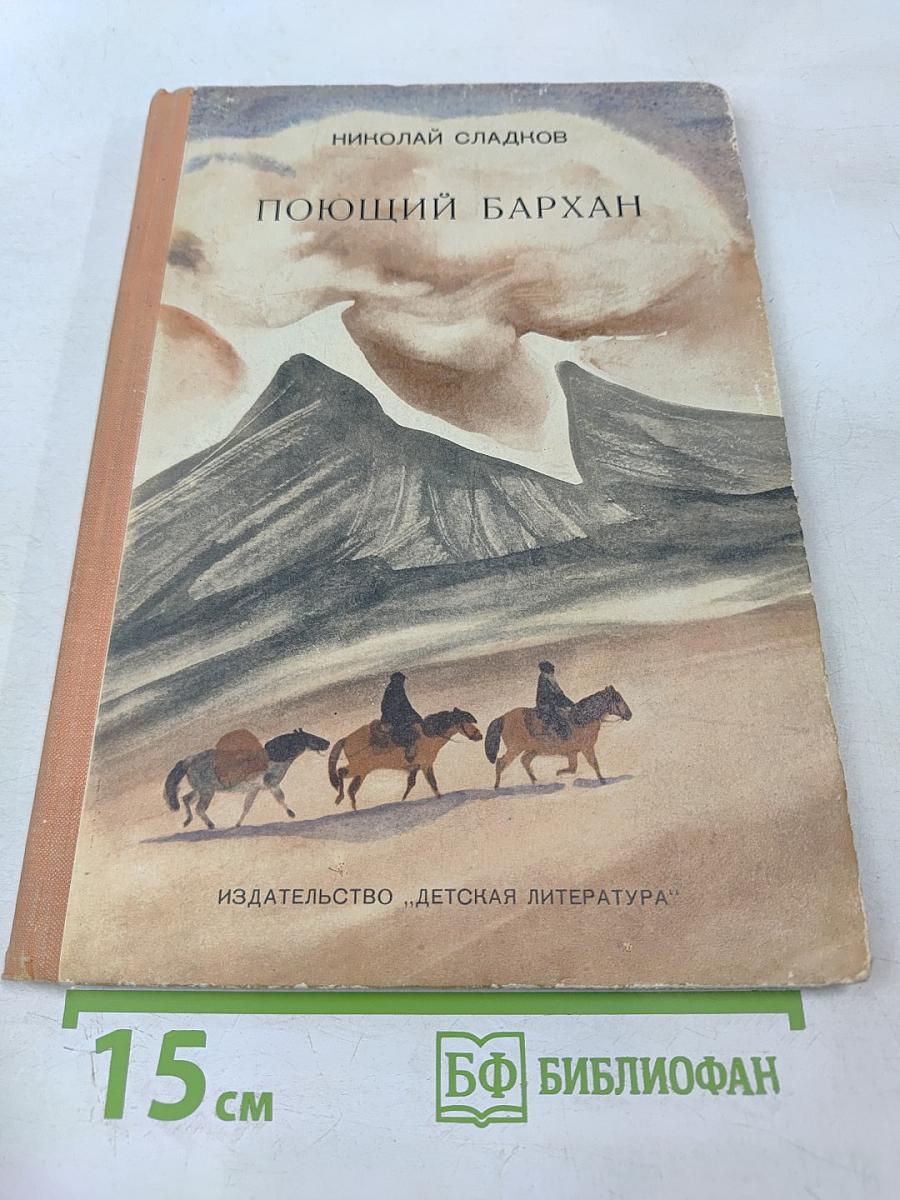 НИКОЛАЙ СЛАДКОВ
ПОЮЩИЙ БАРХАН
ИЗДАТЕЛЬСТВО „ДЕТСКАЯ ЛИТЕРАТУРА“
15 см
БФ БИБЛИОФАН